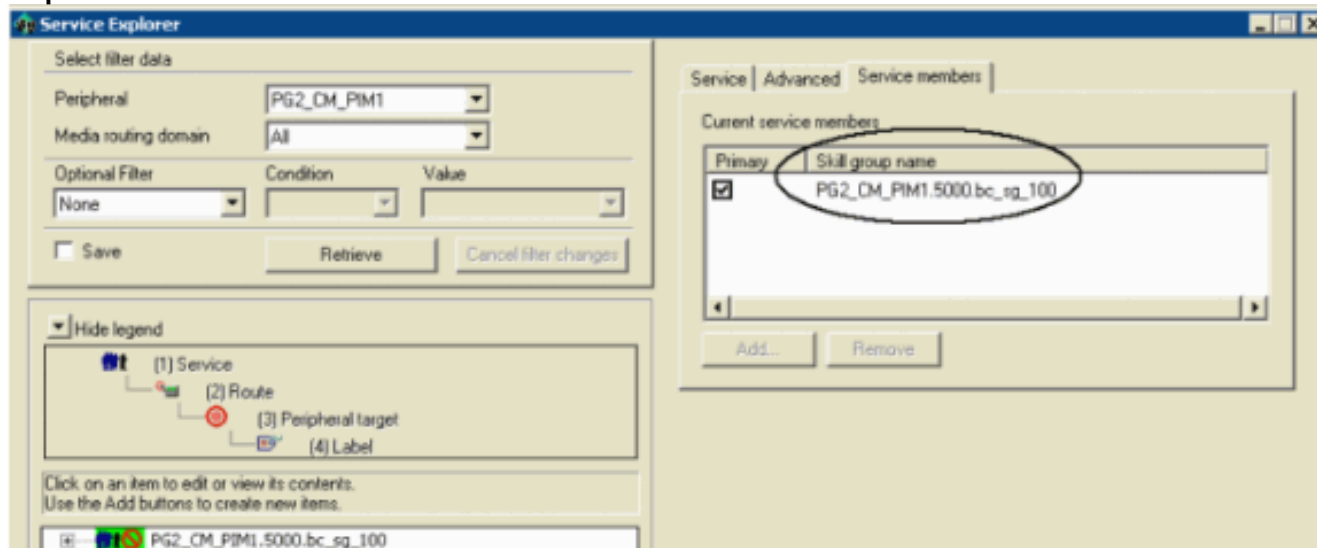 Service Explorer
Select filter data
Peripheral
PG2_CM_PIM1
Media routing domain
All
Optional Filter
Condition
Value
None
Save
Retrieve
Cancel filter changes
Hide legend
(1) Service
(2) Route
(3) Peripheral target
(4) Label
Click on an item to edit or view its contents.
Use the Add buttons to create new items.
PG2_CM_PIM1.5000.bc_sg_100
Service
Advanced
Service members
Current service members
Primary
Skill group name
PG2_CM_PIM1.5000.bc_sg_100
Add...
Remove